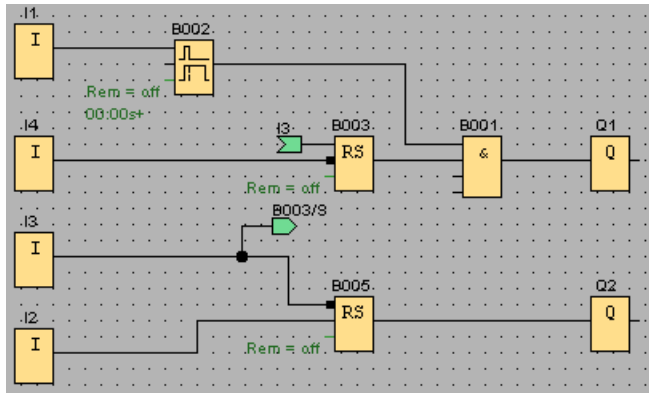 I1
I
B002
Rem = off
00:00s+
I4
I
I3
B003
RS
Rem = off
B001
&
Q1
Q
B003/S
I3
I
B005
RS
Rem = off
Q2
Q
I2
I